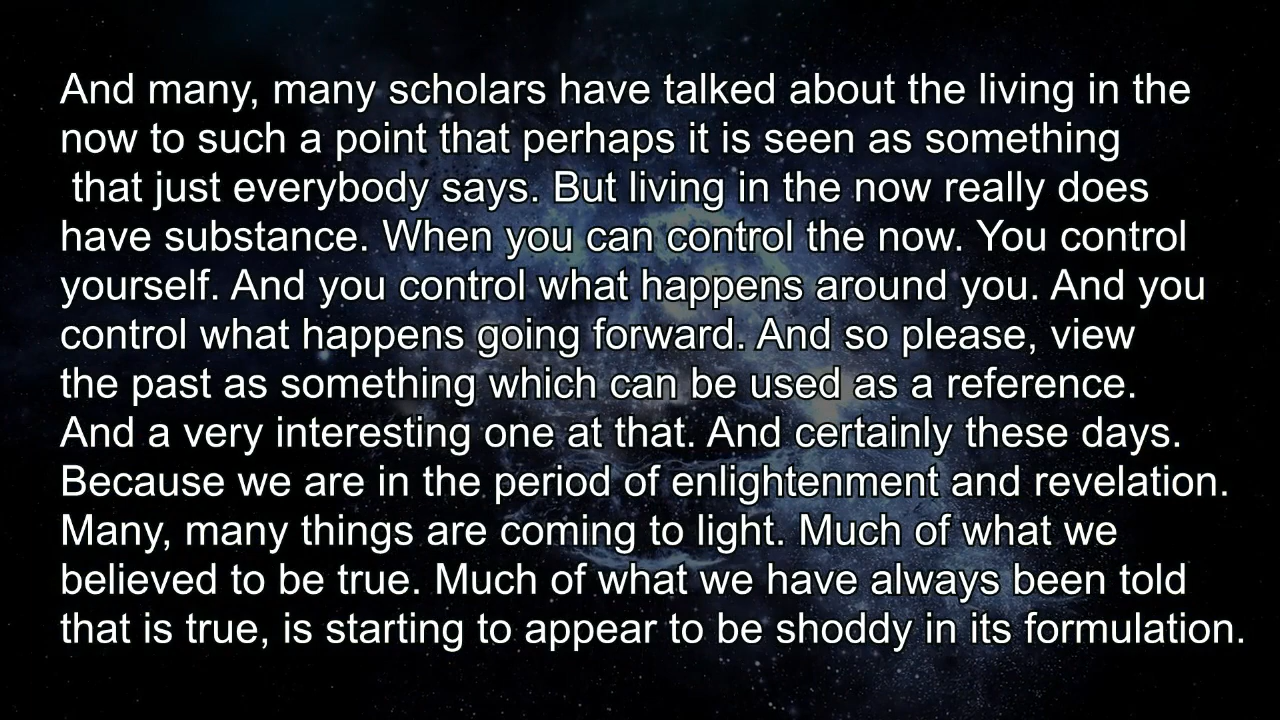 And many, many scholars have talked about the living in the
now to such a point that perhaps it is seen as something
that just everybody says. But living in the now really does
have substance. When you can control the now. You control
yourself. And you control what happens around you. And you
control what happens going forward. And so please, view
the past as something which can be used as a reference.
And a very interesting one at that. And certainly these days.
Because we are in the period of enlightenment and revelation.
Many, many things are coming to light. Much of what we
believed to be true. Much of what we have always been told
that is true, is starting to appear to be shoddy in its formulation.